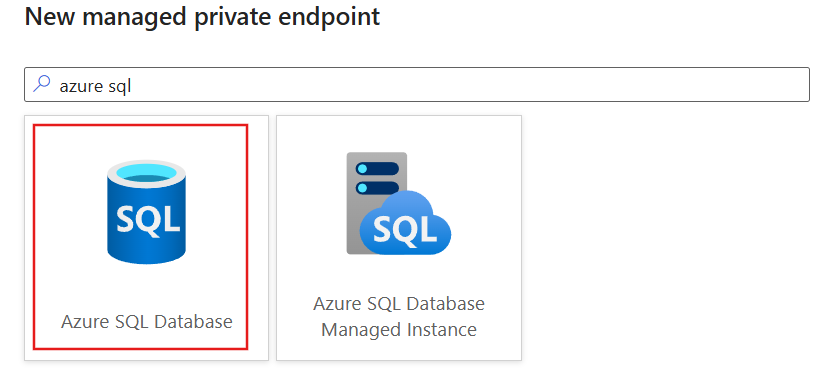 New managed private endpoint
azure sql
SQL
SQL
Azure SQL Database
Azure SQL Database
Managed Instance